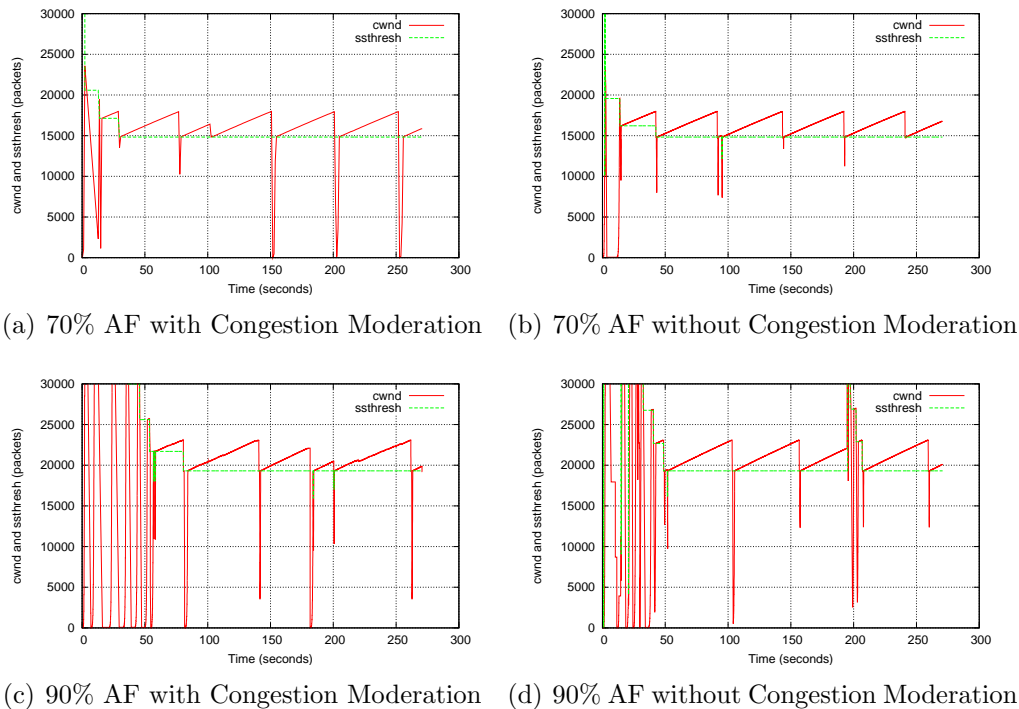 30000
25000
20000
15000
10000
5000
0
cwnd and ssthresh (packets)
cwnd
ssthresh
0 50 100 150 200 250 300
Time (seconds)
(a) 70% AF with Congestion Moderation
30000
25000
20000
15000
10000
5000
0
cwnd and ssthresh (packets)
cwnd
ssthresh
0 50 100 150 200 250 300
Time (seconds)
(b) 70% AF without Congestion Moderation
30000
25000
20000
15000
10000
5000
0
cwnd and ssthresh (packets)
cwnd
ssthresh
0 50 100 150 200 250 300
Time (seconds)
(c) 90% AF with Congestion Moderation
30000
25000
20000
15000
10000
5000
0
cwnd and ssthresh (packets)
cwnd
ssthresh
0 50 100 150 200 250 300
Time (seconds)
(d) 90% AF without Congestion Moderation